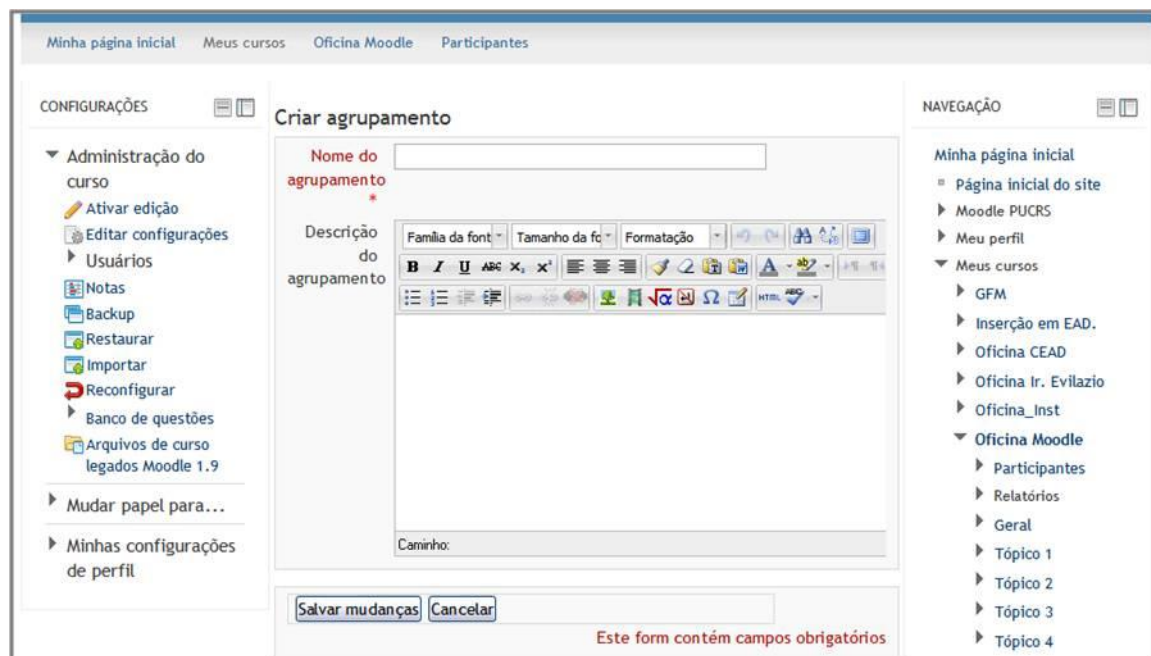 Minha página inicial Meus cursos Oficina Moodle Participantes
CONFIGURAÇÕES
Administração do
curso
Ativar edição
Editar configurações
Usuários
Notas
Backup
Restaurar
Importar
Reconfigurar
Banco de questões
Arquivos de curso
legados Moodle 1.9
Mudar papel para...
Minhas configurações
de perfil
Criar agrupamento
Nome do
agrupamento
*
Descrição
do
agrupamento
Família da font Tamanho da fo Formatação
B I U ABC X₂ X²
HTML ABC
Caminho:
Salvar mudanças Cancelar
Este form contém campos obrigatórios
NAVEGAÇÃO
Minha página inicial
Página inicial do site
Moodle PUCRS
Meu perfil
Meus cursos
GFM
Inserção em EAD.
Oficina CEAD
Oficina Ir. Evilazio
Oficina_Inst
Oficina Moodle
Participantes
Relatórios
Geral
Tópico 1
Tópico 2
Tópico 3
Tópico 4